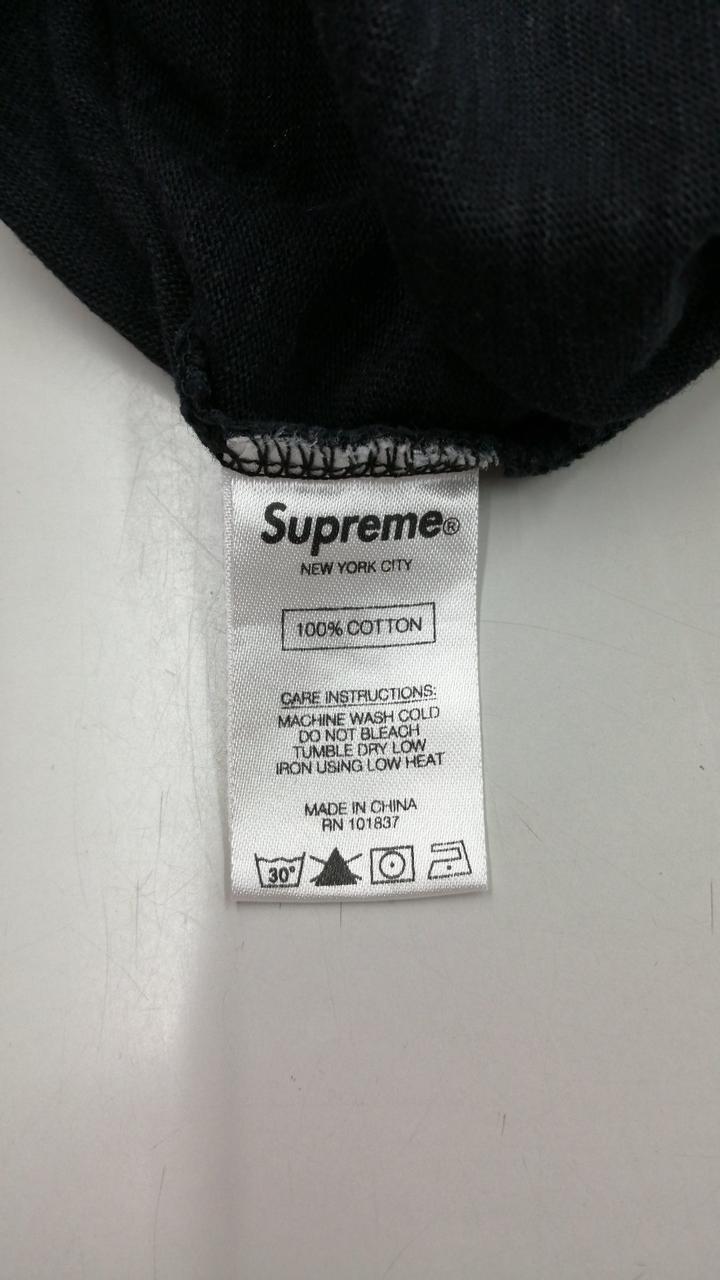 Supreme®
NEW YORK CITY
100% COTTON
CARE INSTRUCTIONS:
MACHINE WASH COLD
DO NOT BLEACH
TUMBLE DRY LOW
IRON USING LOW HEAT
MADE IN CHINA
RN 101837
30°